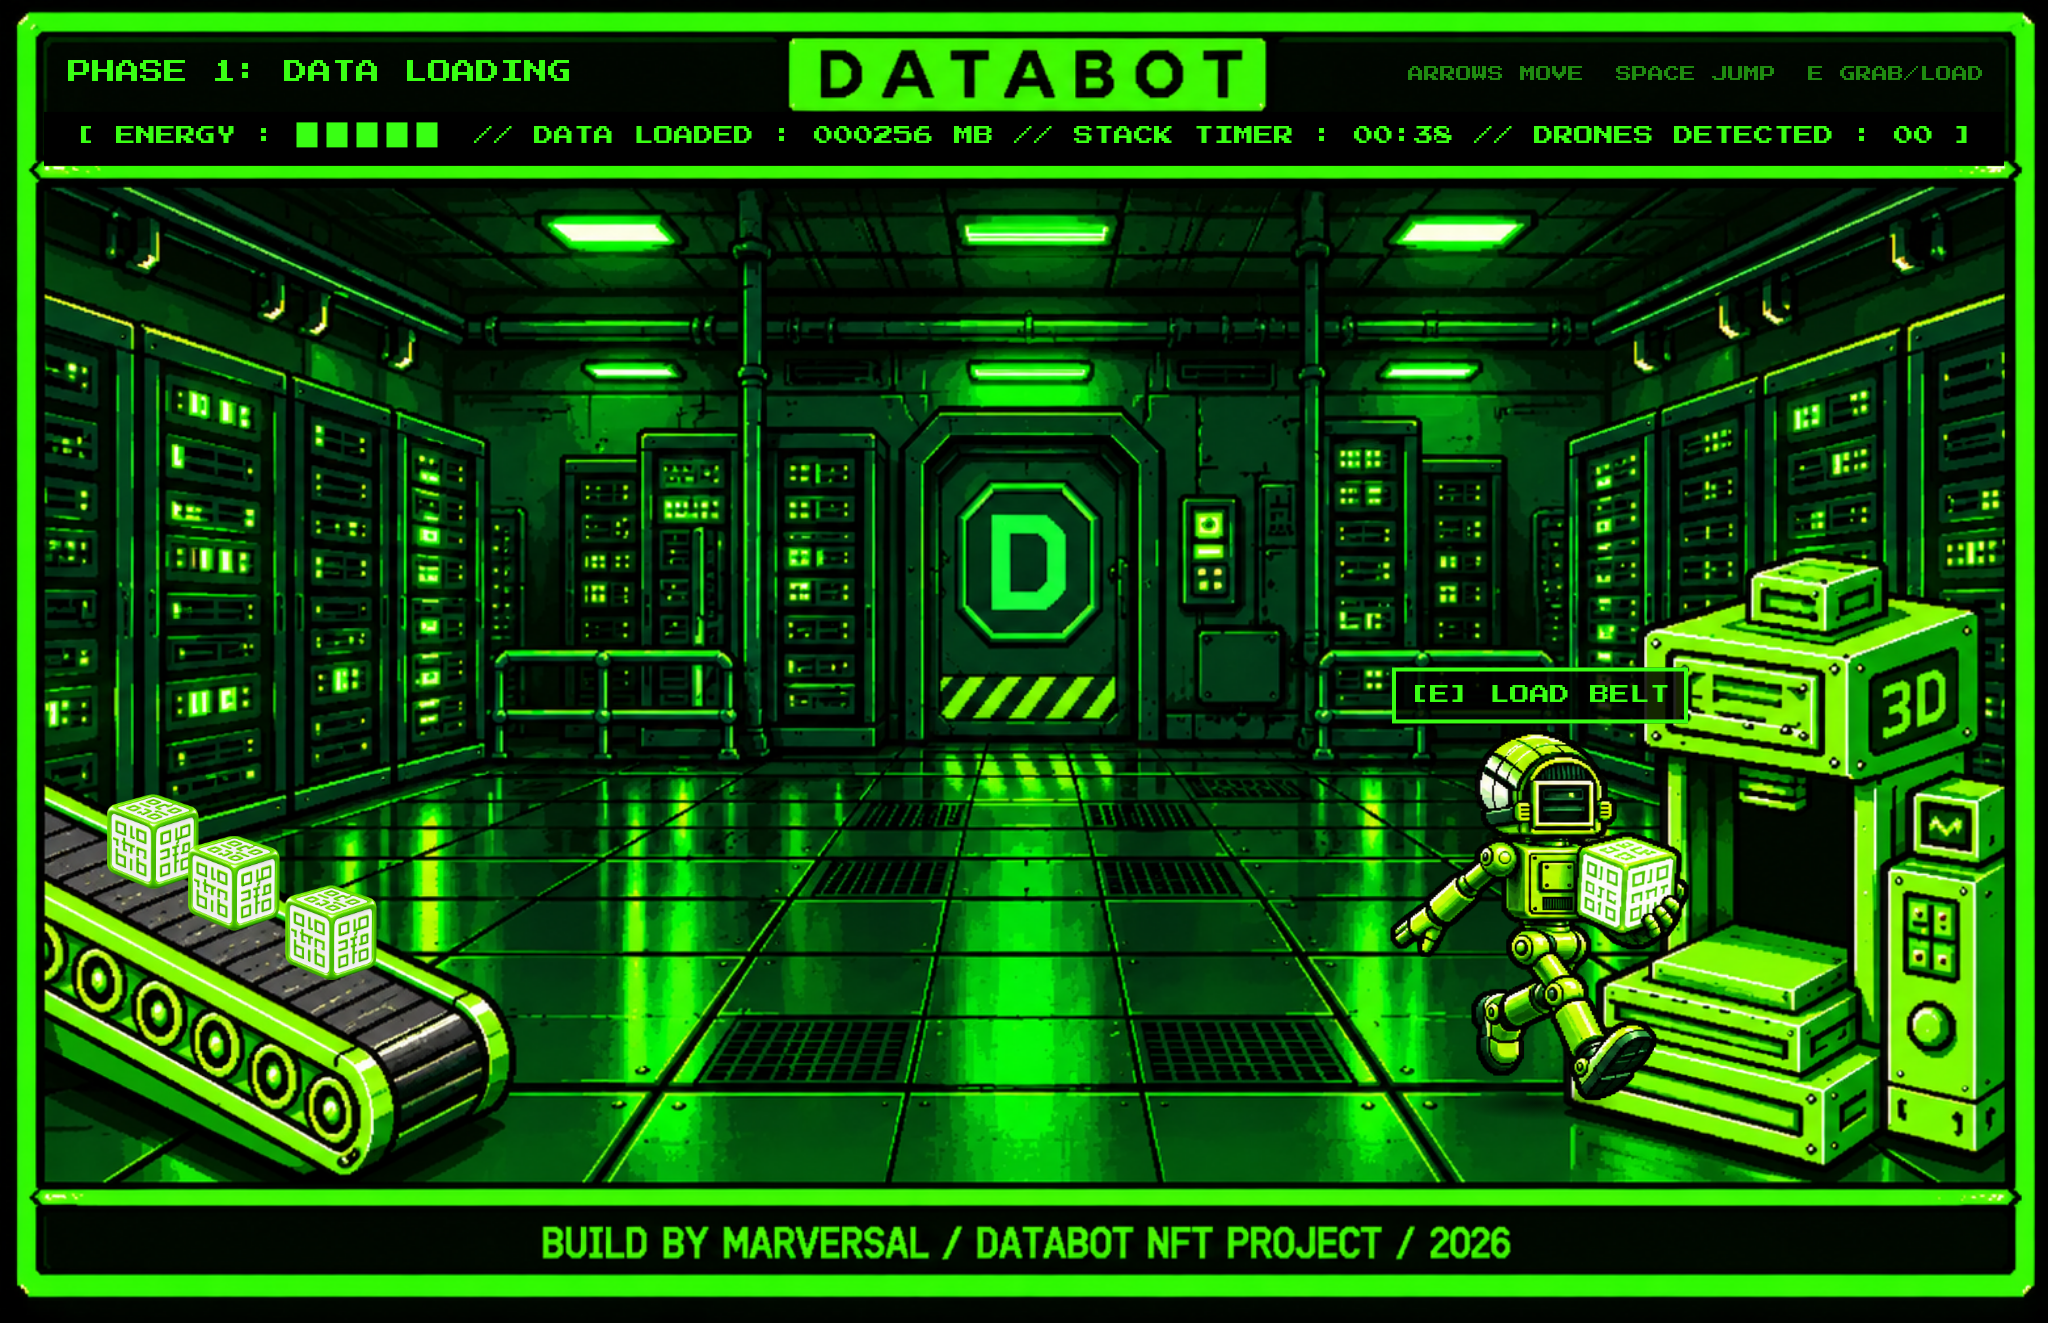 PHASE 1: DATA LOADING
DATABOT
ARROWS MOVE SPACE JUMP E GRAB/LOAD
[ ENERGY : █████ // DATA LOADED : 000256 MB // STACK TIMER : 00:38 // DRONES DETECTED : 00 ]
D
[E] LOAD BELT
3D
BUILD BY MARVERSAL / DATABOT NFT PROJECT / 2026